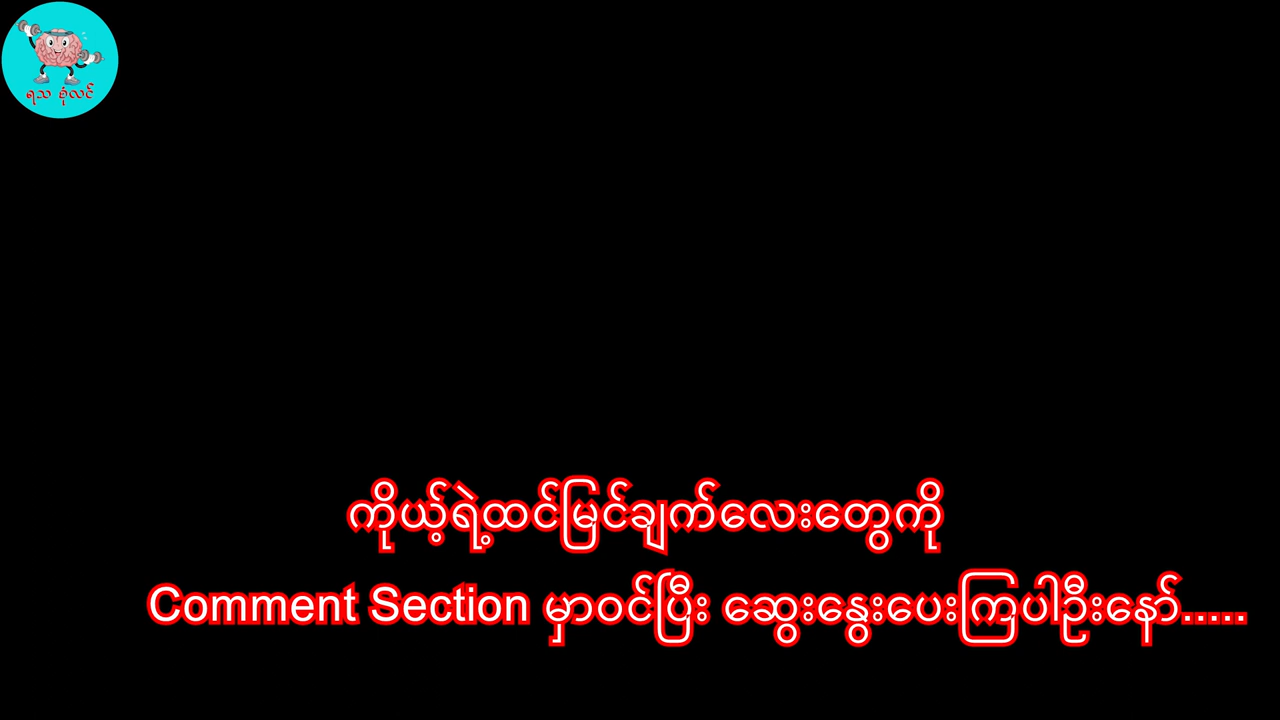 ရသ စုံလင်
ကိုယ့်ရဲ့ထင်မြင်ချက်လေးတွေကို
Comment Section မှာဝင်ပြီး ဆွေးနွေးပေးကြပါဦးနော်.....